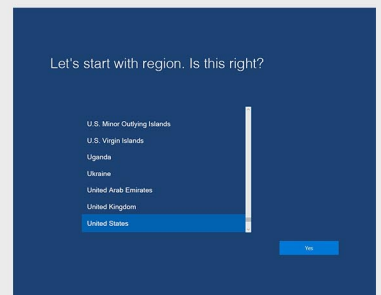 Let's start with region. Is this right?
U.S. Minor Outlying Islands
U.S. Virgin Islands
Uganda
Ukraine
United Arab Emirates
United Kingdom
United States
Yes